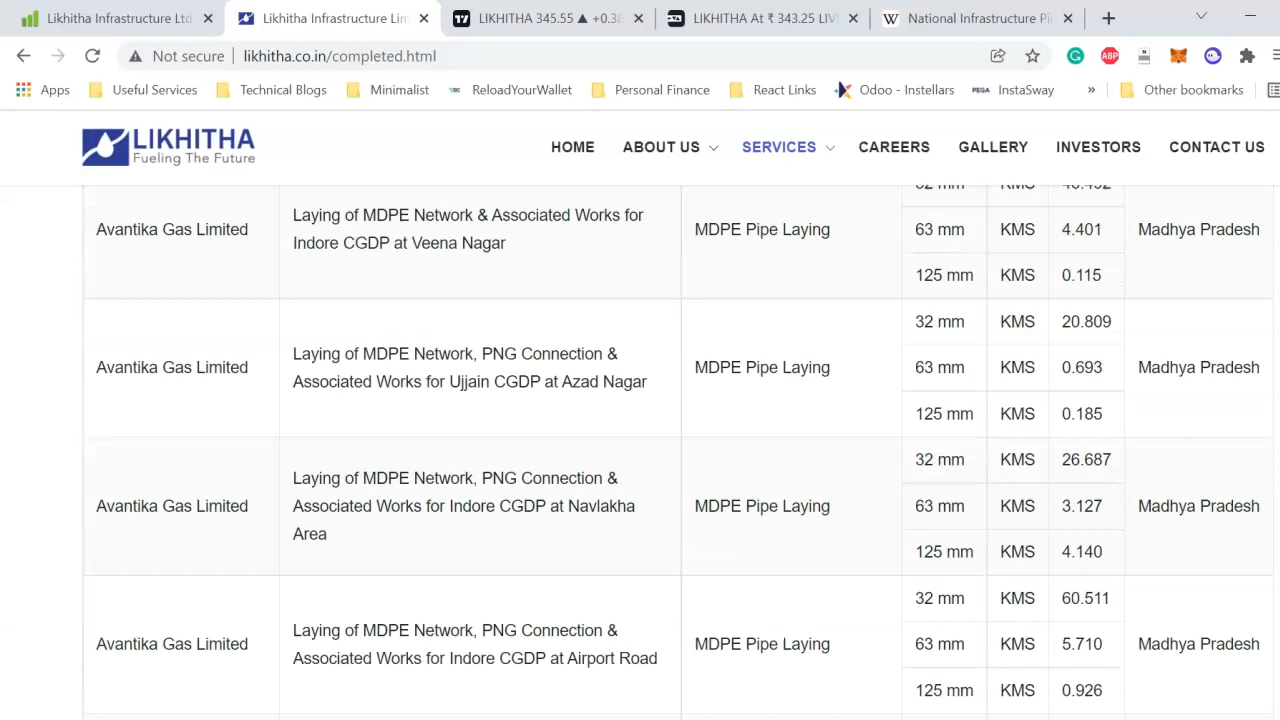 Likhitha Infrastructure Ltd
Likhitha Infrastructure Lim
LIKHITHA 345.55 ▲ +0.38
LIKHITHA At ₹ 343.25 LIV
National Infrastructure Pi
Not secure
likhitha.co.in/completed.html
Apps
Useful Services
Technical Blogs
Minimalist
ReloadYourWallet
Personal Finance
React Links
Odoo - Instellars
PEGA
InstaSway
»
Other bookmarks
ABP
LIKHITHA
Fueling The Future
HOME
ABOUT US
SERVICES
CAREERS
GALLERY
INVESTORS
CONTACT US
Avantika Gas Limited
Laying of MDPE Network & Associated Works for
Indore CGDP at Veena Nagar
MDPE Pipe Laying
63 mm KMS 4.401
125 mm KMS 0.115
Madhya Pradesh
Avantika Gas Limited
Laying of MDPE Network, PNG Connection &
Associated Works for Ujjain CGDP at Azad Nagar
MDPE Pipe Laying
32 mm KMS 20.809
63 mm KMS 0.693
125 mm KMS 0.185
Madhya Pradesh
Avantika Gas Limited
Laying of MDPE Network, PNG Connection &
Associated Works for Indore CGDP at Navlakha
Area
MDPE Pipe Laying
32 mm KMS 26.687
63 mm KMS 3.127
125 mm KMS 4.140
Madhya Pradesh
Avantika Gas Limited
Laying of MDPE Network, PNG Connection &
Associated Works for Indore CGDP at Airport Road
MDPE Pipe Laying
32 mm KMS 60.511
63 mm KMS 5.710
125 mm KMS 0.926
Madhya Pradesh